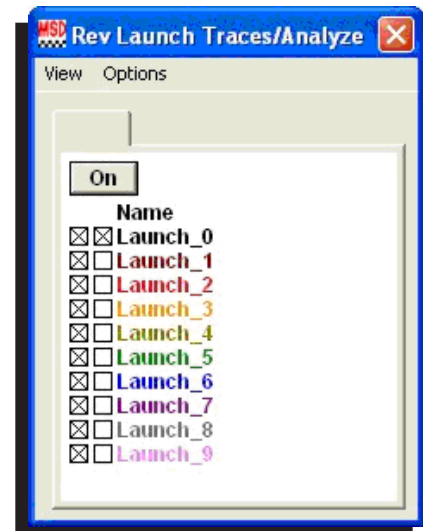 MSD Rev Launch Traces/Analyze
View Options
On
Name
Launch_0
Launch_1
Launch_2
Launch_3
Launch_4
Launch_5
Launch_6
Launch_7
Launch_8
Launch_9